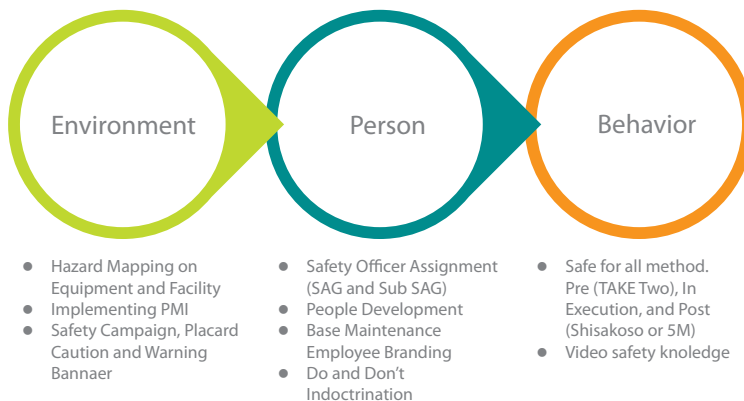 Environment
Person
Behavior
● Hazard Mapping on
Equipment and Facility
● Implementing PMI
● Safety Campaign, Placard
Caution and Warning
Bannaer
● Safety Officer Assignment
(SAG and Sub SAG)
● People Development
● Base Maintenance
Employee Branding
● Do and Don’t
Indoctrination
● Safe for all method.
Pre (TAKE Two), In
Execution, and Post
(Shisakoso or 5M)
● Video safety knoledge